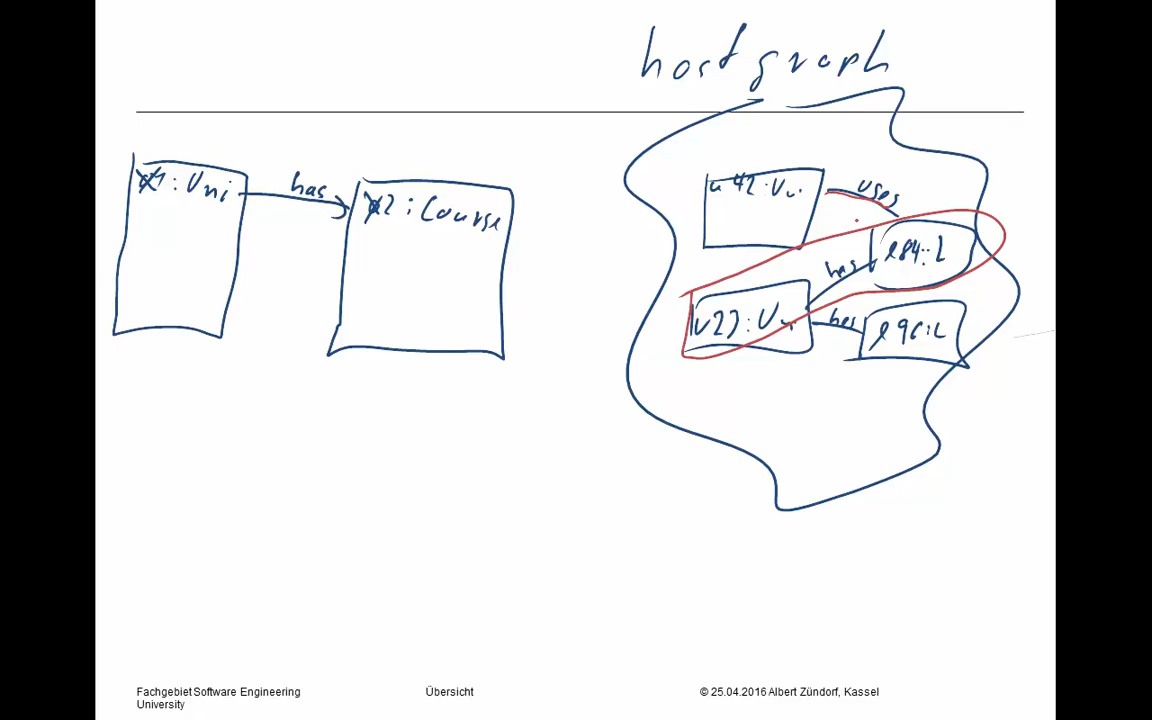 host graph
x1 : Uni
has
x2 : Course
u42 : U
uses
l84 : L
has
u23 : U
has
l96 : L
Fachgebiet Software Engineering
University
Übersicht
© 25.04.2016 Albert Zündorf, Kassel